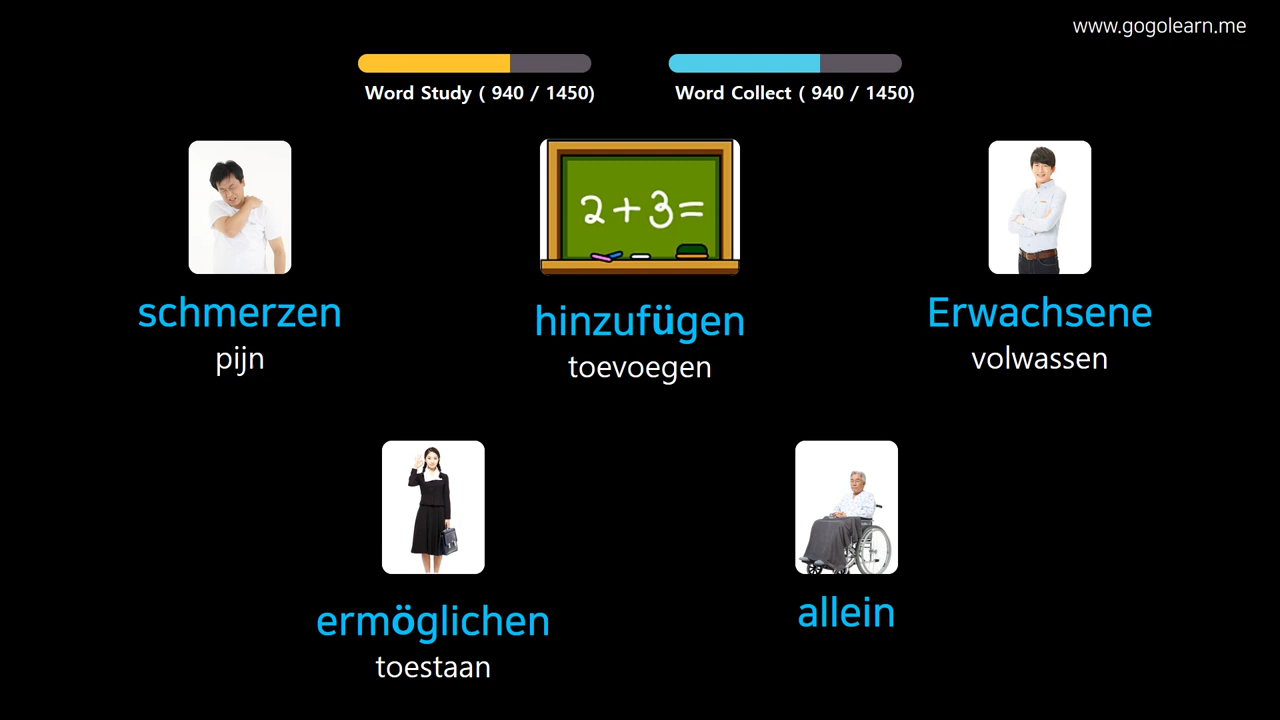 www.gogolearn.me
Word Study ( 940 / 1450)
Word Collect ( 940 / 1450)
2+3=
schmerzen
pijn
hinzufügen
toevoegen
Erwachsene
volwassen
ermöglichen
toestaan
allein